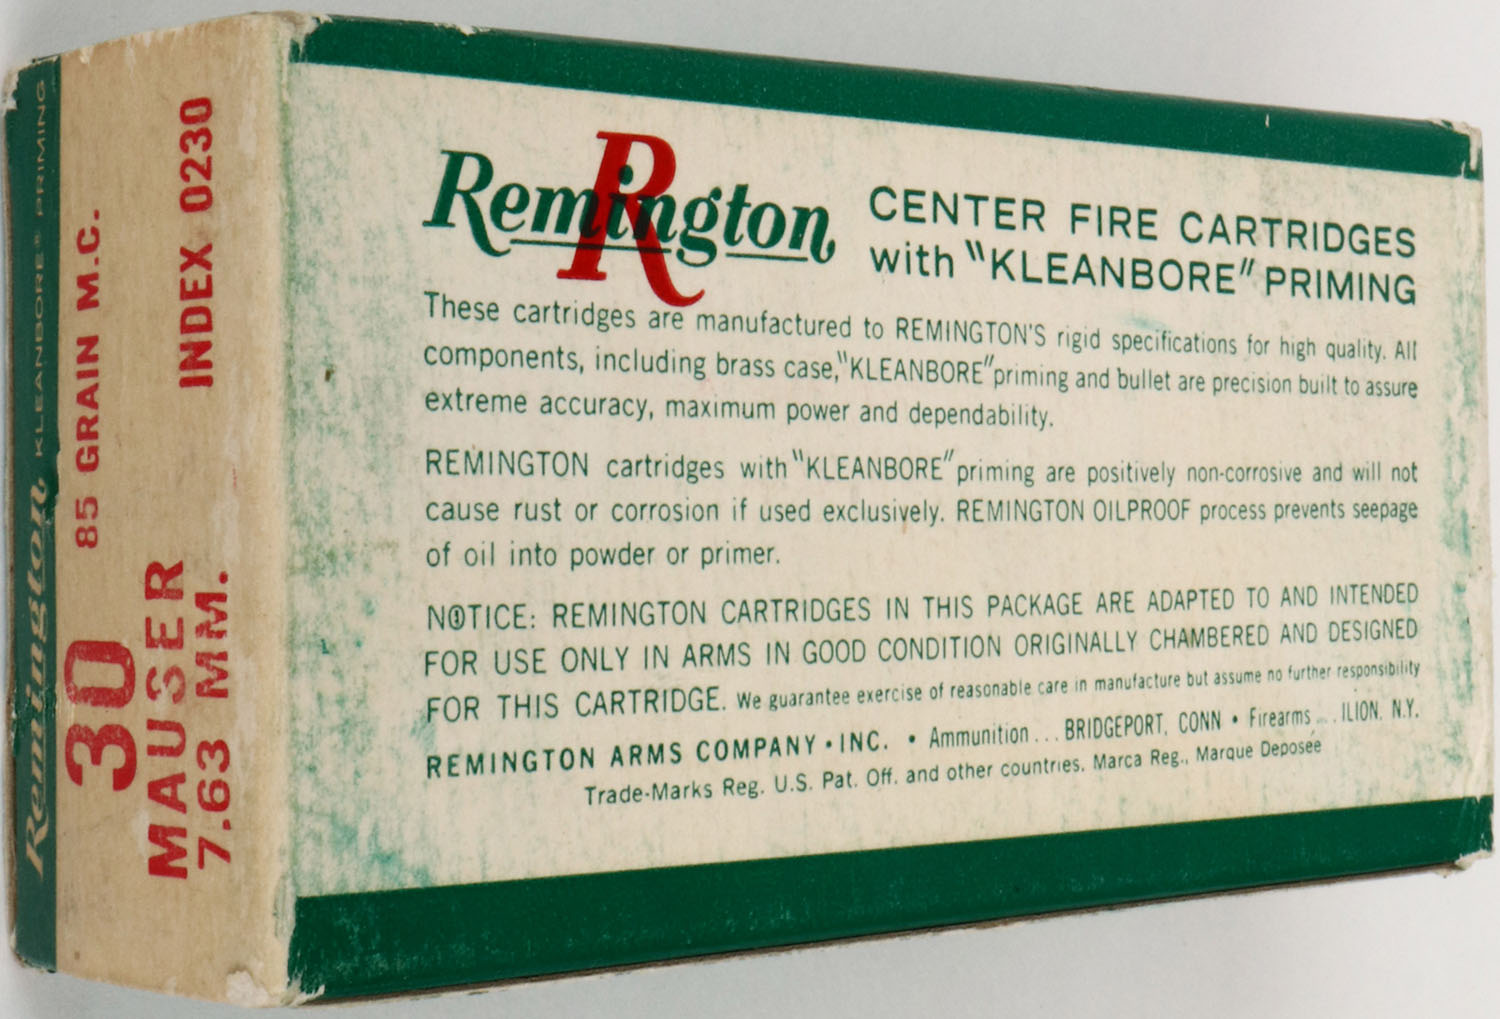 Remington KLEANBORE® PRIMING
85 GRAIN M.C. INDEX 0230
30
MAUSER
7.63 MM.
R
Remington
CENTER FIRE CARTRIDGES
with "KLEANBORE" PRIMING
These cartridges are manufactured to REMINGTON'S rigid specifications for high quality. All
components, including brass case, "KLEANBORE" priming and bullet are precision built to assure
extreme accuracy, maximum power and dependability.
REMINGTON cartridges with "KLEANBORE" priming are positively non-corrosive and will not
cause rust or corrosion if used exclusively. REMINGTON OILPROOF process prevents seepage
of oil into powder or primer.
NOTICE: REMINGTON CARTRIDGES IN THIS PACKAGE ARE ADAPTED TO AND INTENDED
FOR USE ONLY IN ARMS IN GOOD CONDITION ORIGINALLY CHAMBERED AND DESIGNED
FOR THIS CARTRIDGE. We guarantee exercise of reasonable care in manufacture but assume no further responsibility
REMINGTON ARMS COMPANY • INC. • Ammunition ... BRIDGEPORT, CONN • Firearms ... ILION, N.Y.
Trade-Marks Reg. U.S. Pat. Off. and other countries. Marca Reg., Marque Deposée